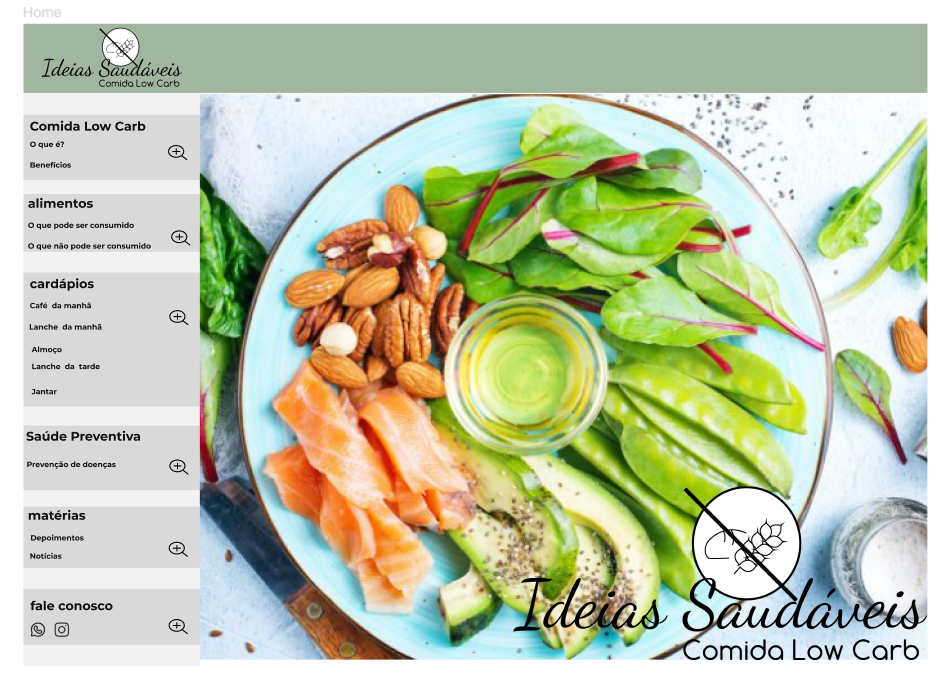 Home
Ideias Saudáveis
Comida Low Carb
Comida Low Carb
O que é?
Benefícios
alimentos
O que pode ser consumido
O que não pode ser consumido
cardápios
Café da manhã
Lanche da manhã
Almoço
Lanche da tarde
Jantar
Saúde Preventiva
Prevenção de doenças
matérias
Depoimentos
Notícias
fale conosco
Ideias Saudáveis
Comida Low Carb